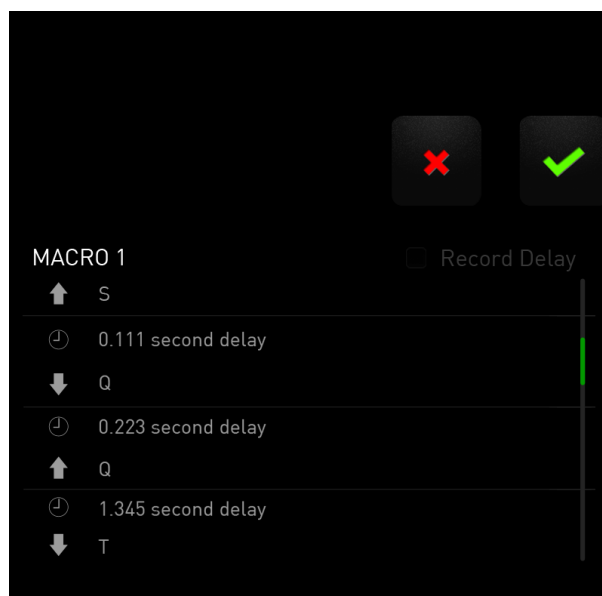 MACRO 1
Record Delay
S
0.111 second delay
Q
0.223 second delay
Q
1.345 second delay
T